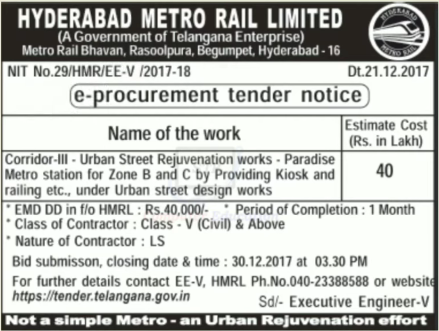 HYDERABAD METRO RAIL LIMITED
(A Government of Telangana Enterprise)
Metro Rail Bhavan, Rasoolpura, Begumpet, Hyderabad - 16
HYDERABAD
METRO RAIL
NIT No.29/HMR/EE-V /2017-18 Dt.21.12.2017
e-procurement tender notice
Name of the work
Estimate Cost
(Rs. in Lakh)
Corridor-III - Urban Street Rejuvenation works - Paradise
Metro station for Zone B and C by Providing Kiosk and
railing etc., under Urban street design works
40
* EMD DD in f/o HMRL : Rs.40,000/- * Period of Completion : 1 Month
* Class of Contractor : Class - V (Civil) & Above
* Nature of Contractor : LS
Bid submisson, closing date & time : 30.12.2017 at 03.30 PM
For further details contact EE-V, HMRL Ph.No.040-23388588 or website
https://tender.telangana.gov.in
Sd/- Executive Engineer-V
Not a simple Metro - an Urban Rejuvenation effort